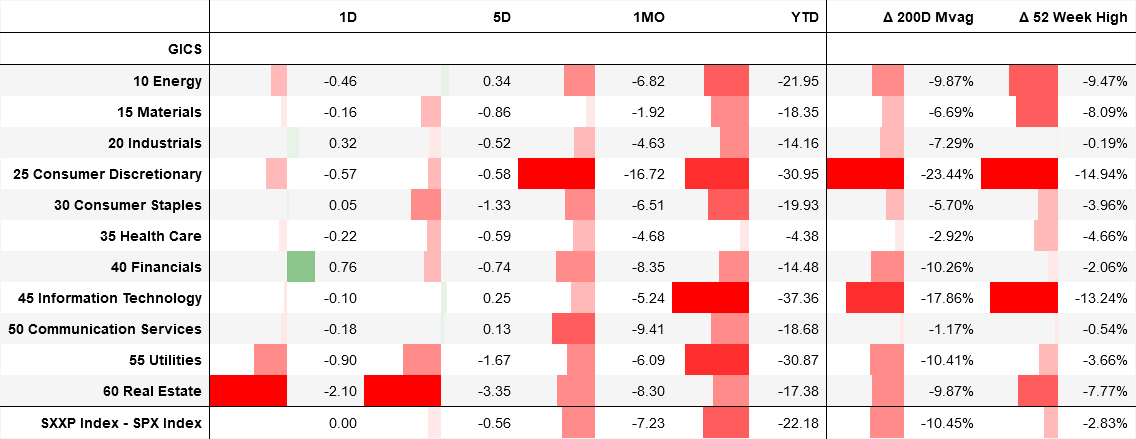 1D 5D 1MO YTD Δ 200D Mvag Δ 52 Week High
GICS
10 Energy -0.46 0.34 -6.82 -21.95 -9.87% -9.47%
15 Materials -0.16 -0.86 -1.92 -18.35 -6.69% -8.09%
20 Industrials 0.32 -0.52 -4.63 -14.16 -7.29% -0.19%
25 Consumer Discretionary -0.57 -0.58 -16.72 -30.95 -23.44% -14.94%
30 Consumer Staples 0.05 -1.33 -6.51 -19.93 -5.70% -3.96%
35 Health Care -0.22 -0.59 -4.68 -4.38 -2.92% -4.66%
40 Financials 0.76 -0.74 -8.35 -14.48 -10.26% -2.06%
45 Information Technology -0.10 0.25 -5.24 -37.36 -17.86% -13.24%
50 Communication Services -0.18 0.13 -9.41 -18.68 -1.17% -0.54%
55 Utilities -0.90 -1.67 -6.09 -30.87 -10.41% -3.66%
60 Real Estate -2.10 -3.35 -8.30 -17.38 -9.87% -7.77%
SXXP Index - SPX Index 0.00 -0.56 -7.23 -22.18 -10.45% -2.83%